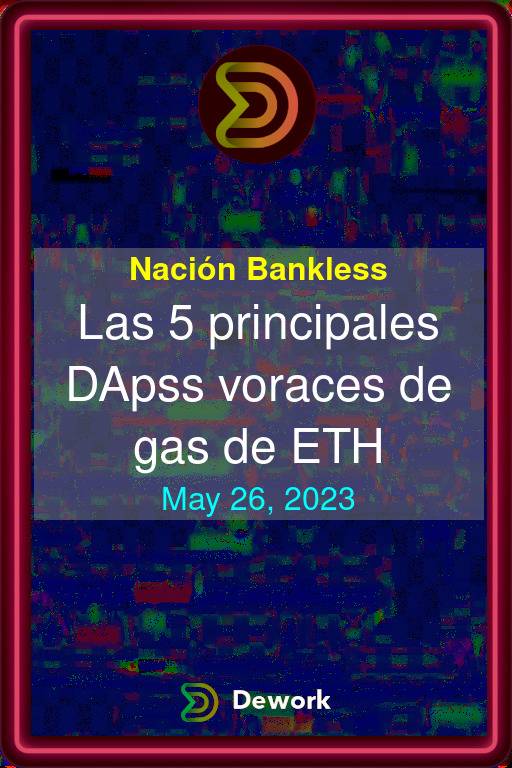 Nación Bankless
Las 5 principales
DApss voraces de
gas de ETH
May 26, 2023
Dework